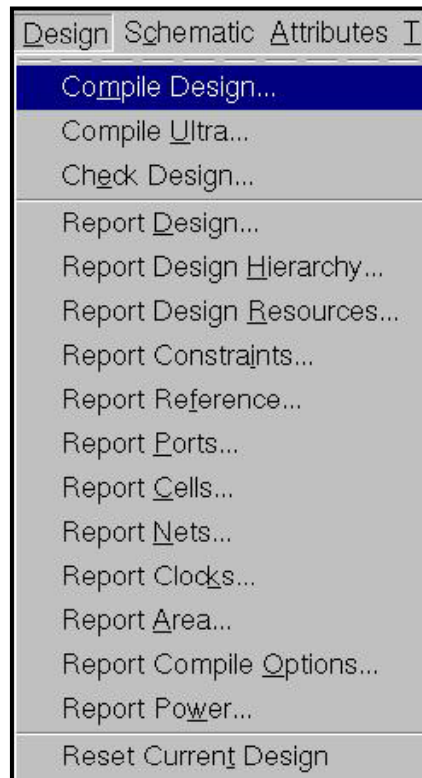 Design Schematic Attributes T
Compile Design...
Compile Ultra...
Check Design...
Report Design...
Report Design Hierarchy...
Report Design Resources...
Report Constraints...
Report Reference...
Report Ports...
Report Cells...
Report Nets...
Report Clocks...
Report Area...
Report Compile Options...
Report Power...
Reset Current Design